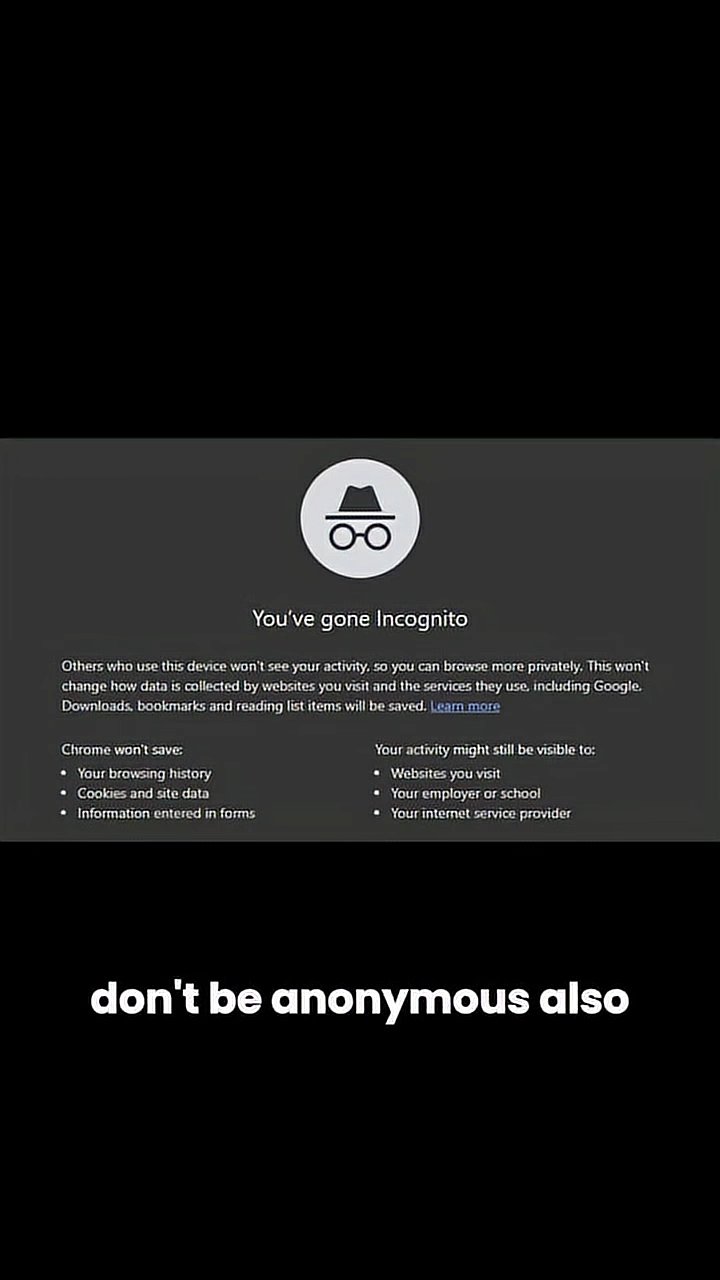 You've gone Incognito
Others who use this device won't see your activity, so you can browse more privately. This won't
change how data is collected by websites you visit and the services they use, including Google.
Downloads, bookmarks and reading list items will be saved. Learn more
Chrome won't save:
• Your browsing history
• Cookies and site data
• Information entered in forms
Your activity might still be visible to:
• Websites you visit
• Your employer or school
• Your internet service provider
don't be anonymous also